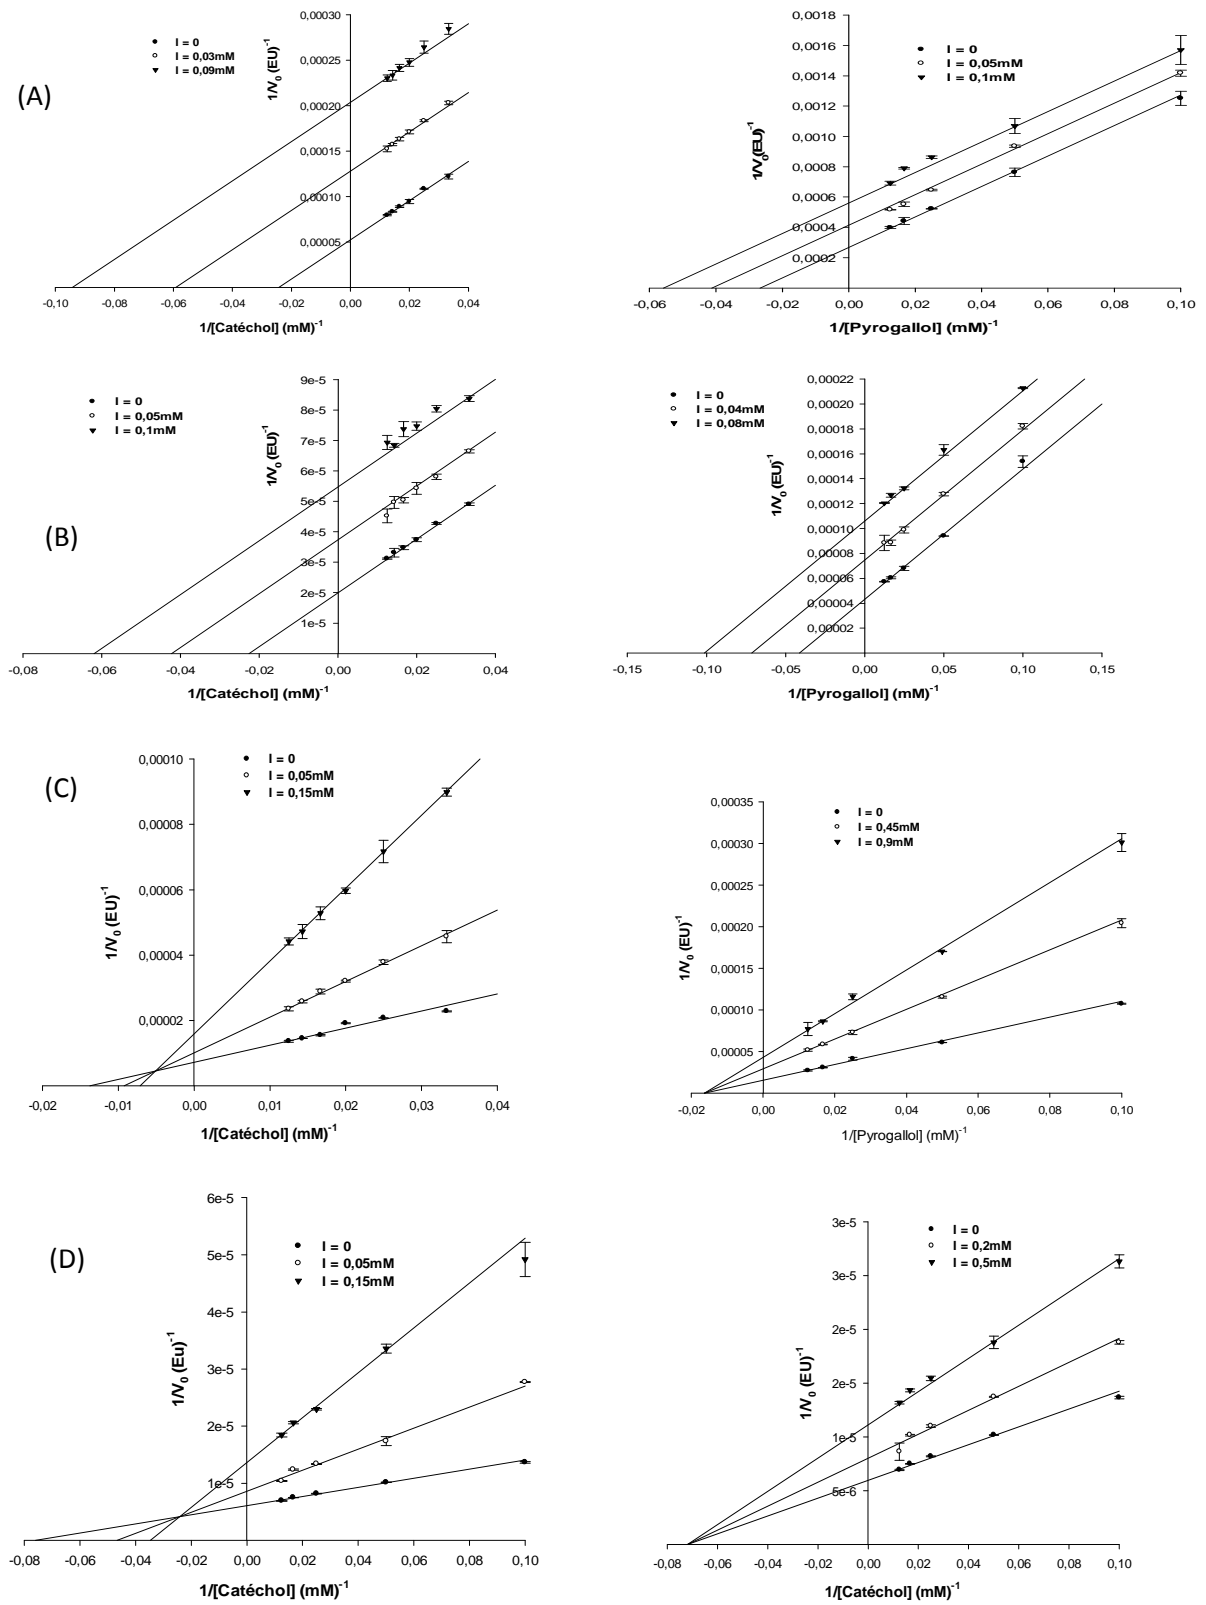 (A)
I = 0
I = 0,03mM
I = 0,09mM
1/V0 (EU)-1
0,00030
0,00025
0,00020
0,00015
0,00010
0,00005
-0,10 -0,08 -0,06 -0,04 -0,02 0,00 0,02 0,04
1/[Catéchol] (mM)-1
I = 0
I = 0,05mM
I = 0,1mM
1/V0(EU)-1
0,0018
0,0016
0,0014
0,0012
0,0010
0,0008
0,0006
0,0004
0,0002
-0,06 -0,04 -0,02 0,00 0,02 0,04 0,06 0,08 0,10
1/[Pyrogallol] (mM)-1
(B)
I = 0
I = 0,05mM
I = 0,1mM
1/V0 (EU)-1
9e-5
8e-5
7e-5
6e-5
5e-5
4e-5
3e-5
2e-5
1e-5
-0,08 -0,06 -0,04 -0,02 0,00 0,02 0,04
1/[Catéchol] (mM)-1
I = 0
I = 0,04mM
I = 0,08mM
1/V0 (EU)-1
0,00022
0,00020
0,00018
0,00016
0,00014
0,00012
0,00010
0,00008
0,00006
0,00004
0,00002
-0,15 -0,10 -0,05 0,00 0,05 0,10 0,15
1/[Pyrogallol] (mM)-1
(C)
I = 0
I = 0,05mM
I = 0,15mM
1/V0 (EU)-1
0,00010
0,00008
0,00006
0,00004
0,00002
-0,02 -0,01 0,00 0,01 0,02 0,03 0,04
1/[Catéchol] (mM)-1
I = 0
I = 0,45mM
I = 0,9mM
1/V0 (EU)-1
0,00035
0,00030
0,00025
0,00020
0,00015
0,00010
0,00005
-0,02 0,00 0,02 0,04 0,06 0,08 0,10
1/[Pyrogallol] (mM)-1
(D)
I = 0
I = 0,05mM
I = 0,15mM
1/V0 (Eu)-1
6e-5
5e-5
4e-5
3e-5
2e-5
1e-5
-0,08 -0,06 -0,04 -0,02 0,00 0,02 0,04 0,06 0,08 0,10
1/[Catéchol] (mM)-1
I = 0
I = 0,2mM
I = 0,5mM
1/V0 (EU)-1
3e-5
3e-5
2e-5
2e-5
1e-5
5e-6
-0,08 -0,06 -0,04 -0,02 0,00 0,02 0,04 0,06 0,08 0,10
1/[Catéchol] (mM)-1